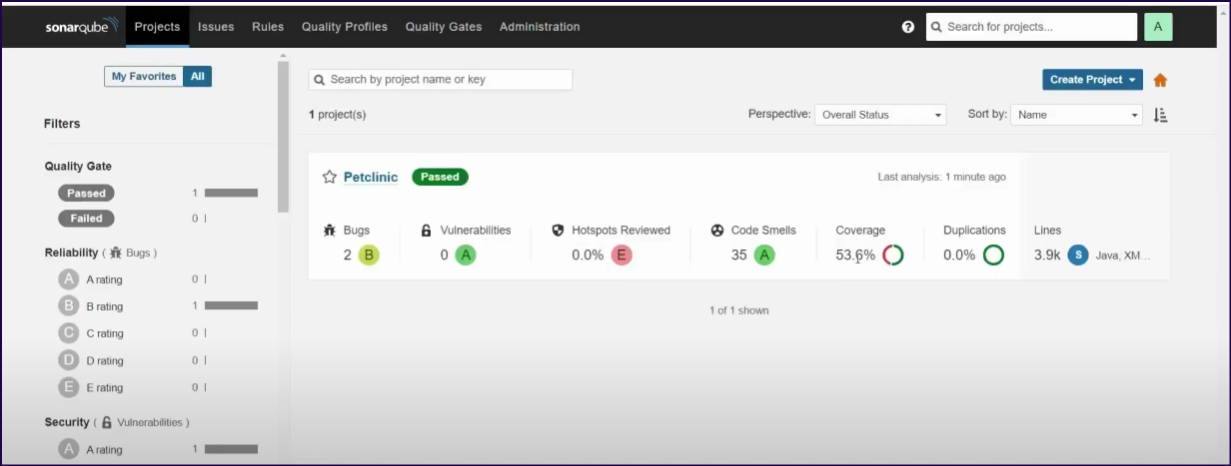 sonarqube Projects Issues Rules Quality Profiles Quality Gates Administration ? Search for projects... A
My Favorites All
Search by project name or key
Create Project
1 project(s)
Perspective: Overall Status Sort by: Name
Filters
Quality Gate
Passed 1
Failed 0
Reliability ( Bugs )
A A rating 0
B B rating 1
C C rating 0
D D rating 0
E E rating 0
Security ( Vulnerabilities )
A A rating 1
Petclinic Passed Last analysis: 1 minute ago
Bugs Vulnerabilities Hotspots Reviewed Code Smells Coverage Duplications Lines
2 B 0 A 0.0% E 35 A 53.6% 0.0% 3.9k S Java, XM...
1 of 1 shown